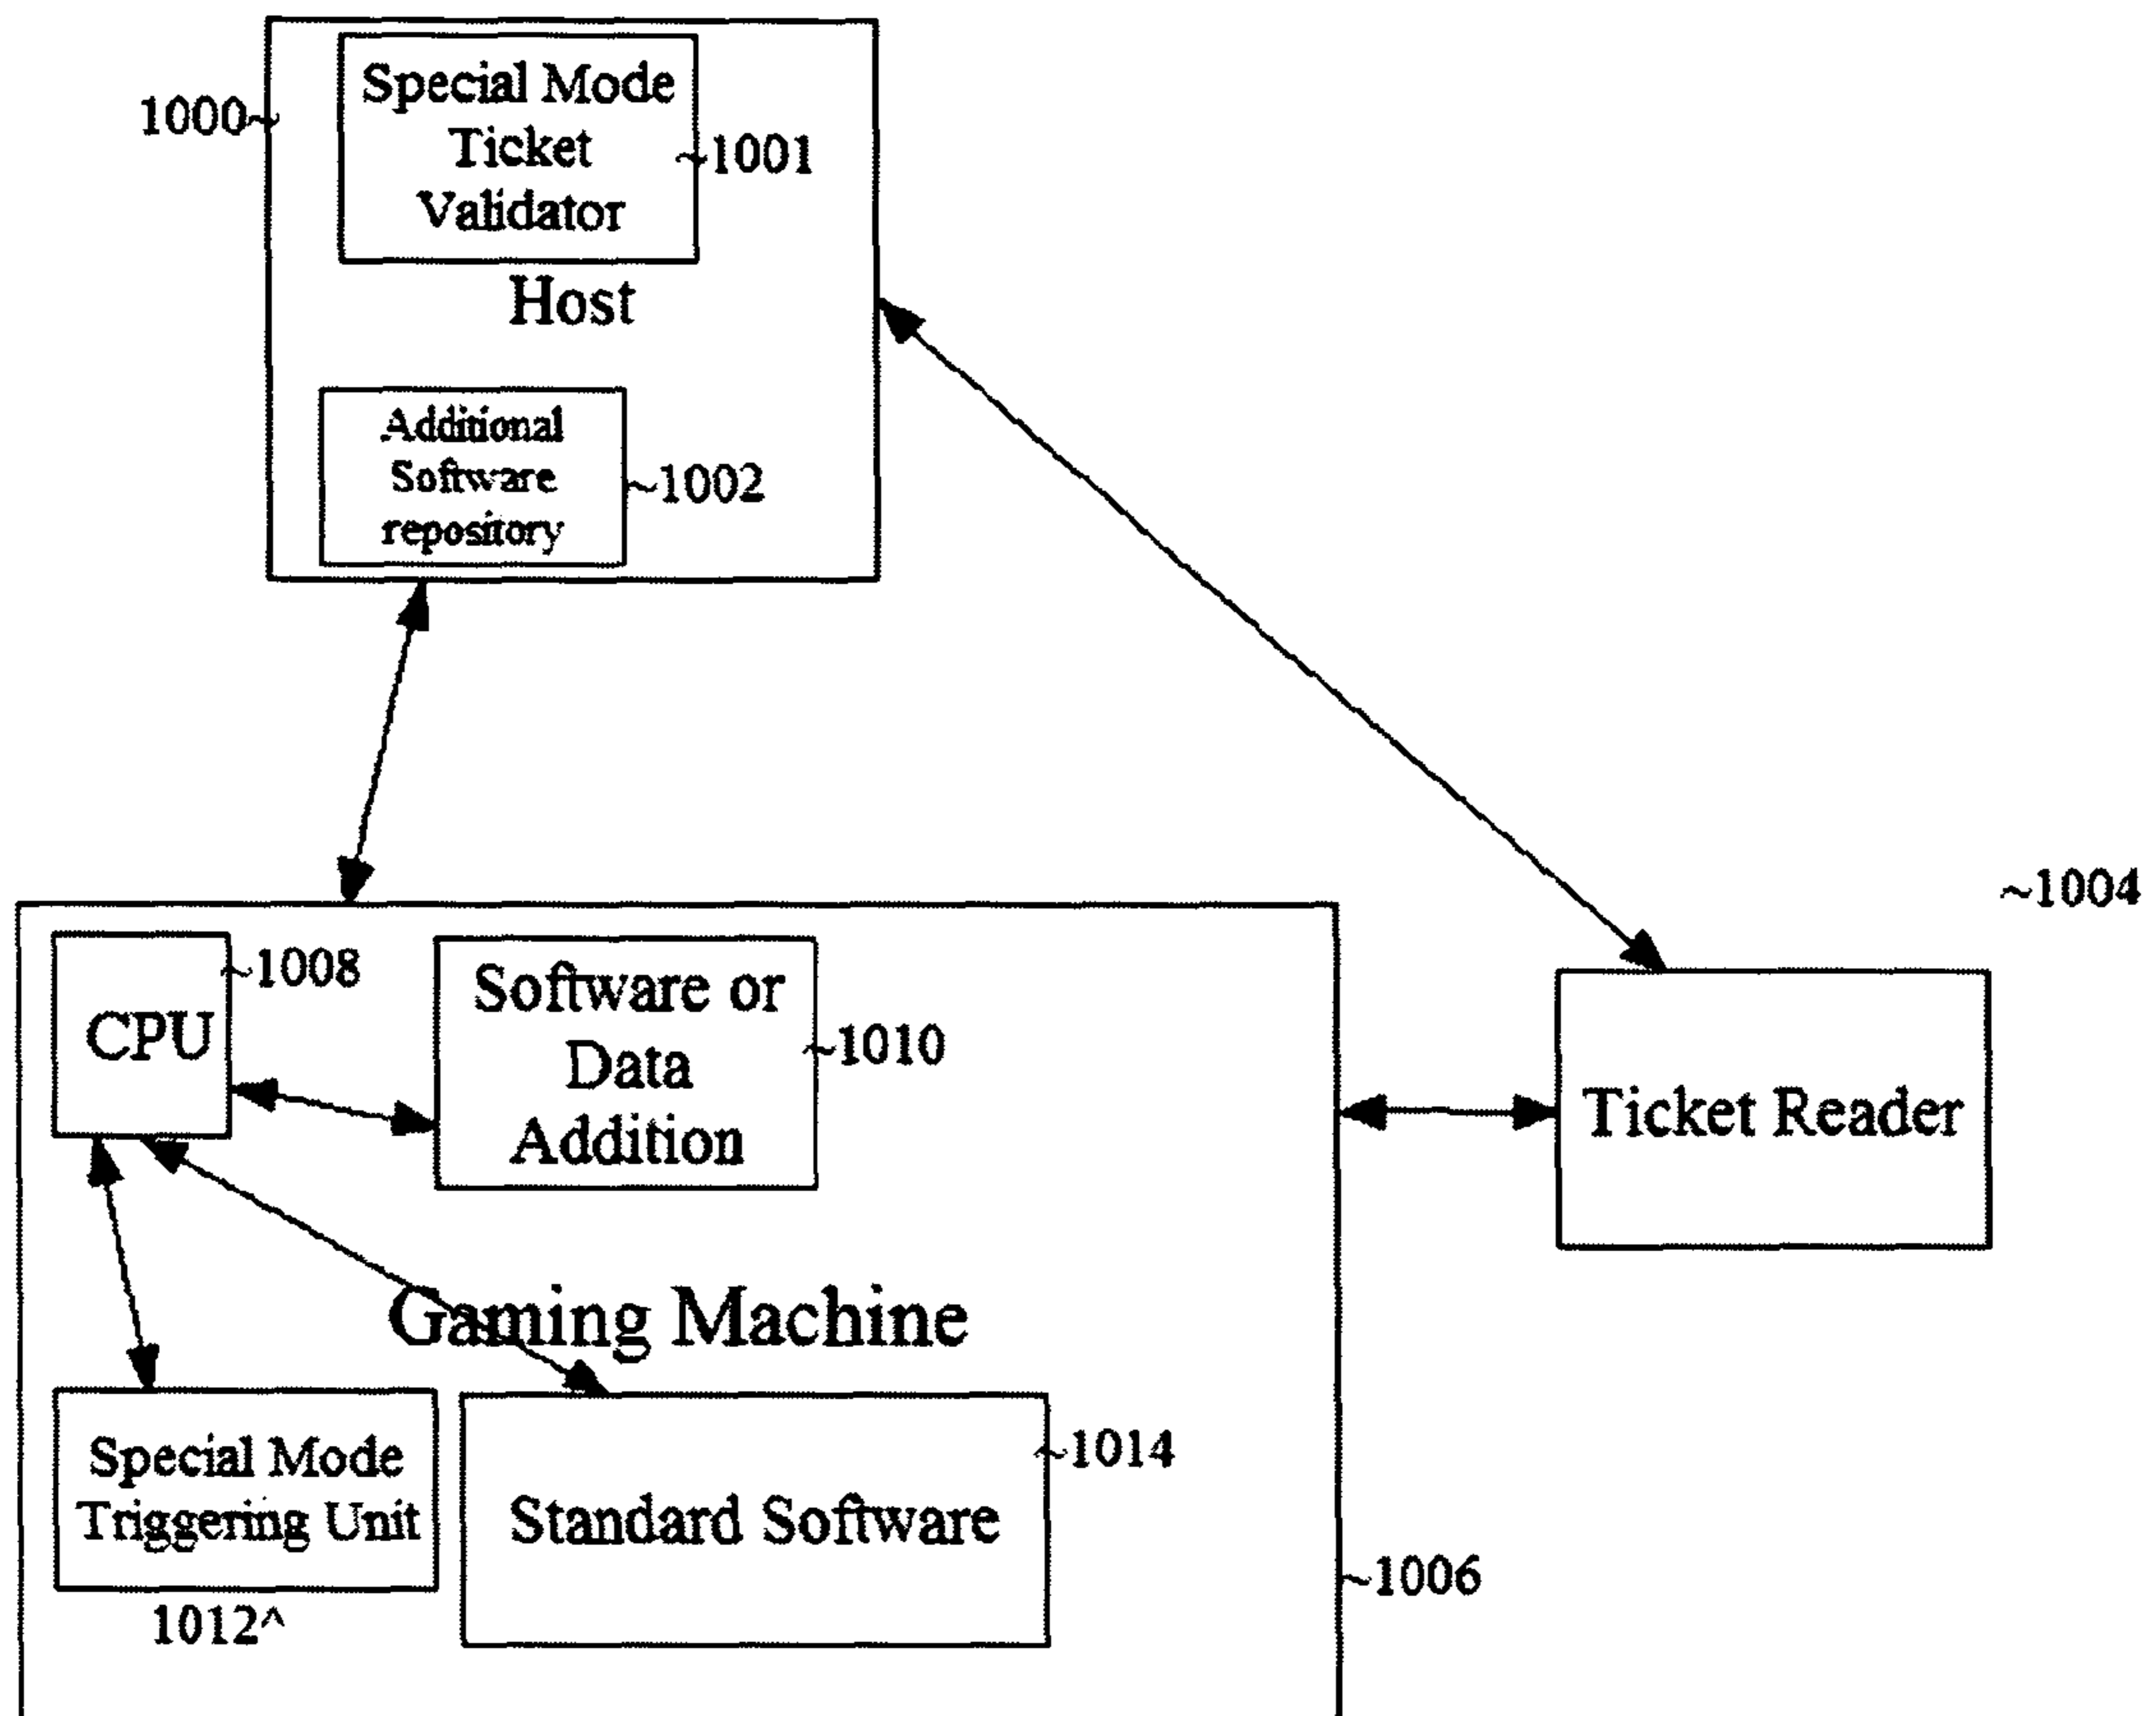 Special Mode
Ticket
Validator
1000~
~1001
Host
Additional
Software
repository
~1002
~1004
CPU
~1008
Software or
Data
Addition
~1010
Ticket Reader
Gaming Machine
Special Mode
Triggering Unit
1012^
Standard Software
~1014
~1006